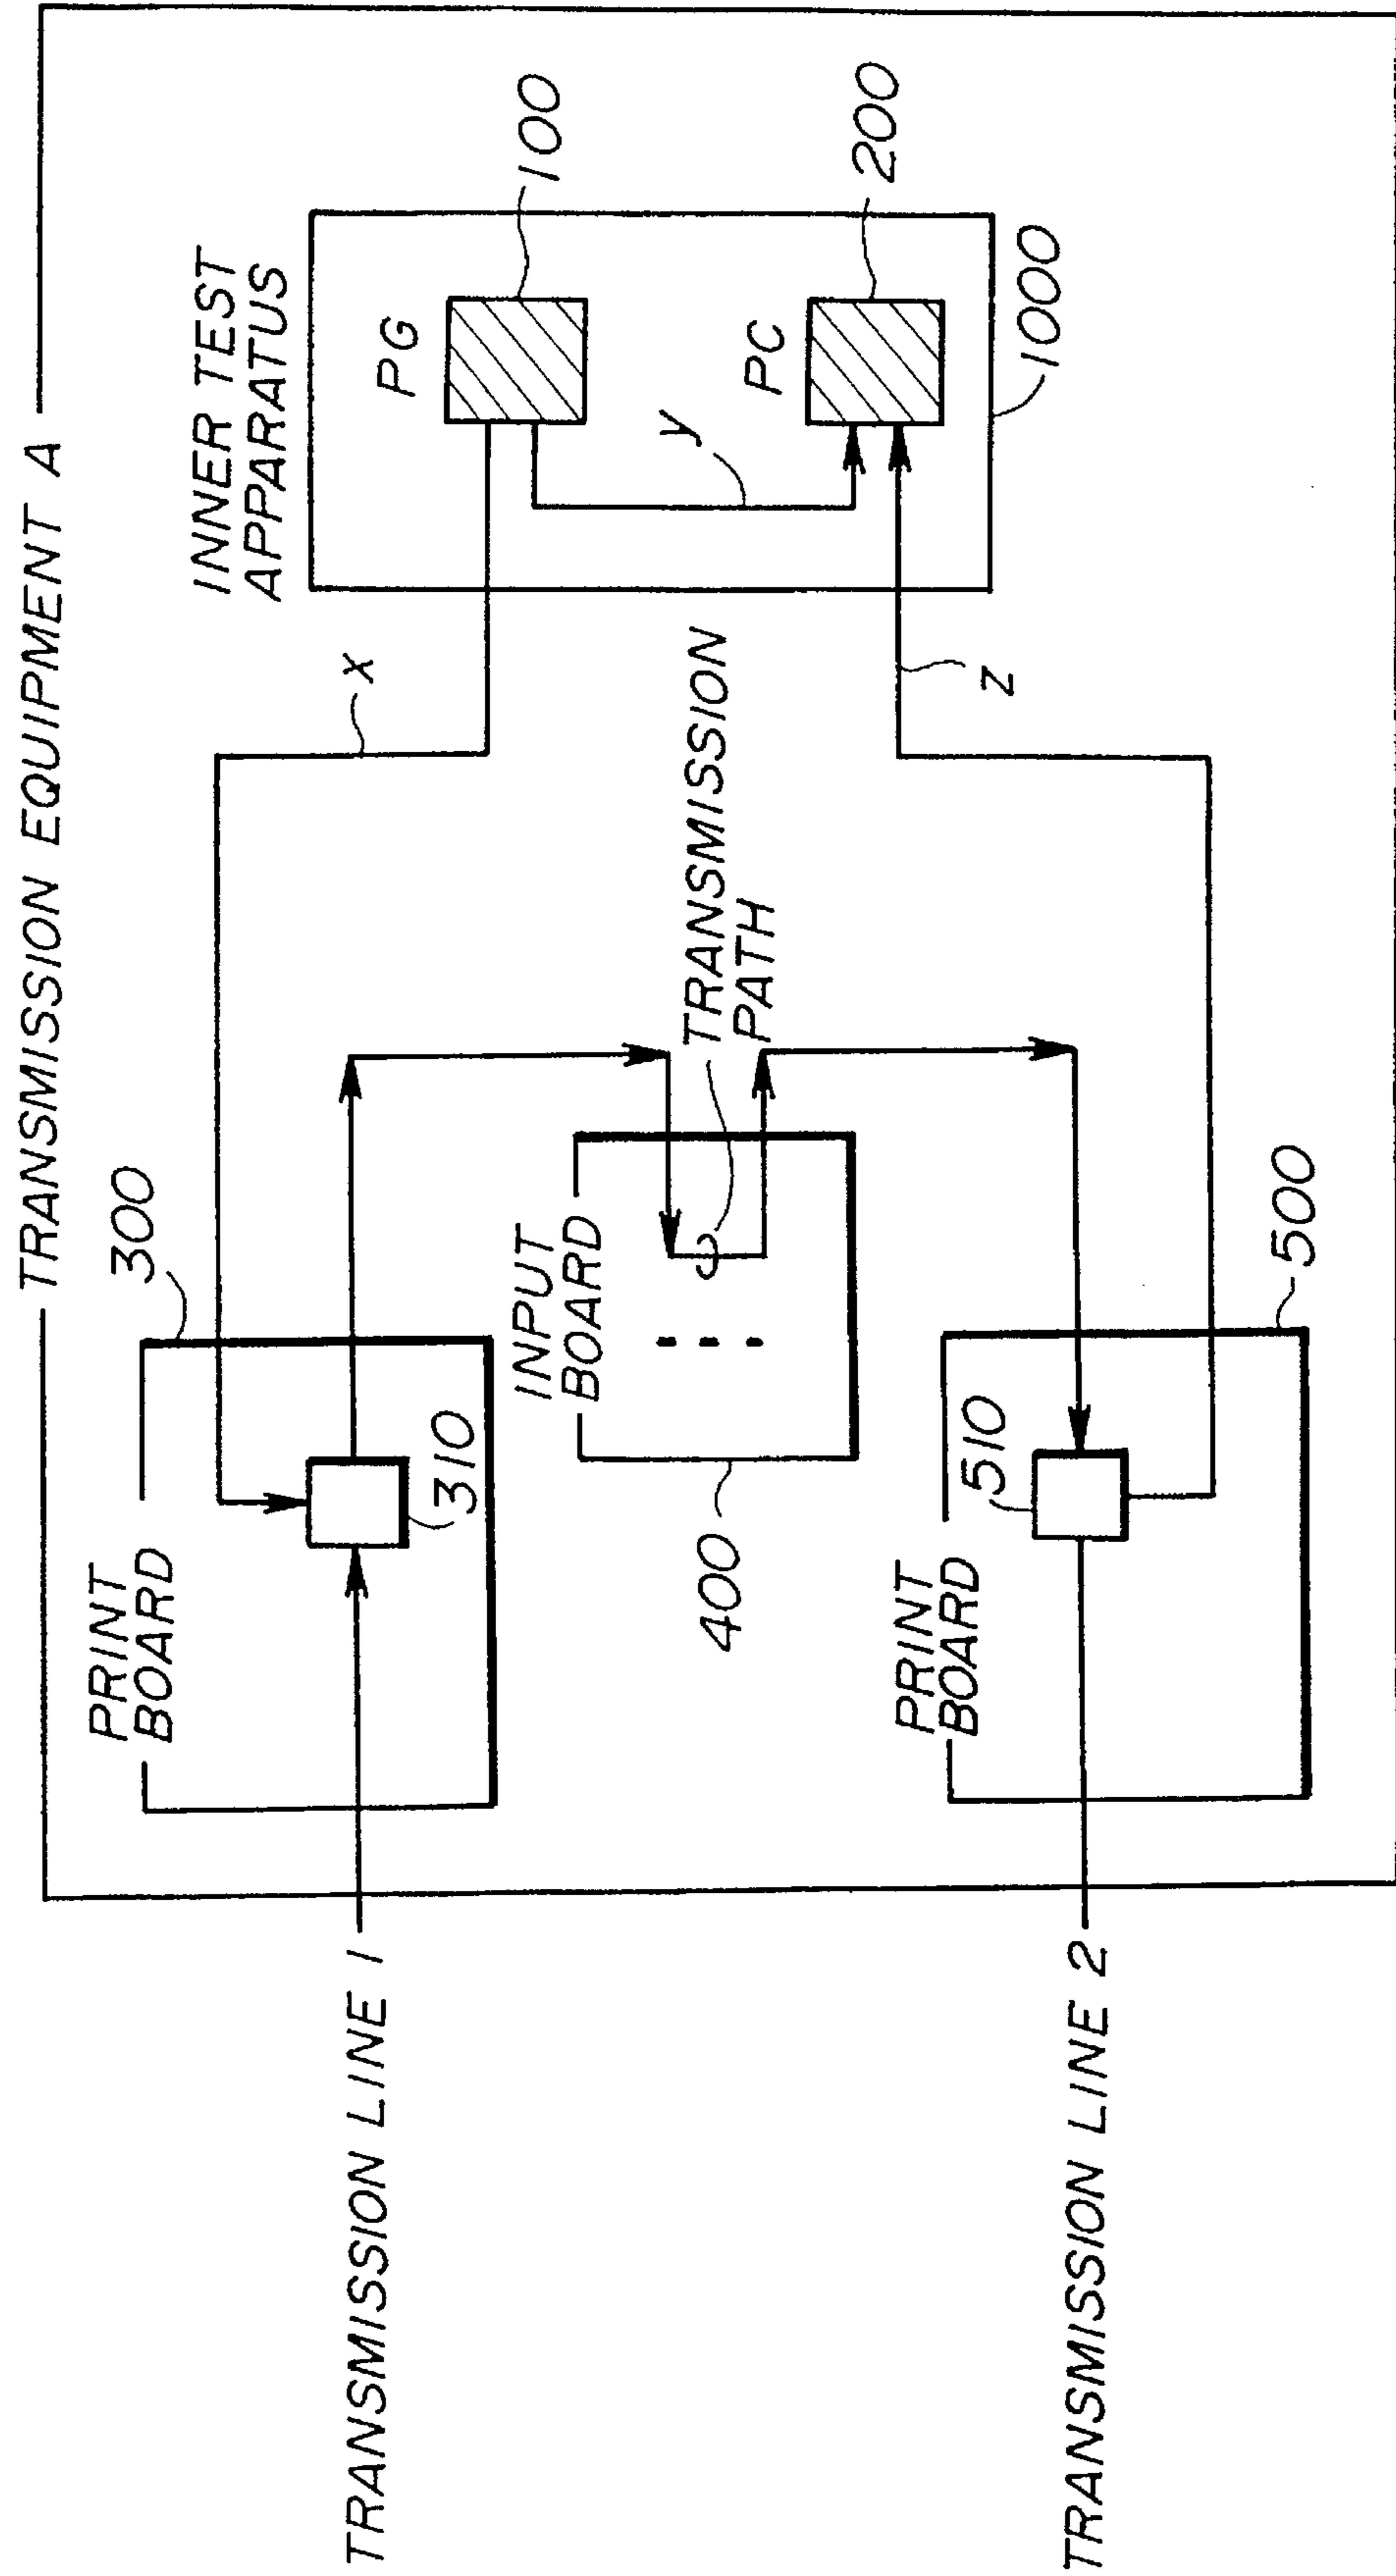 TRANSMISSION EQUIPMENT A
PRINT
BOARD
300
310
x
INNER TEST
APPARATUS
PG
100
y
PC
200
1000
INPUT
BOARD
400
TRANSMISSION
PATH
z
PRINT
BOARD
510
500
TRANSMISSION LINE 1
TRANSMISSION LINE 2